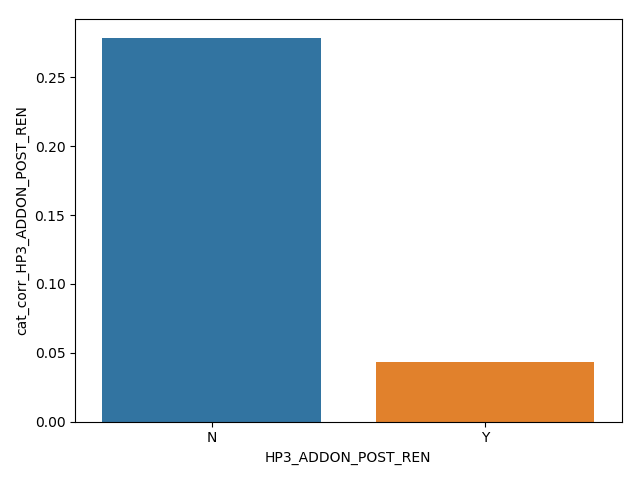 cat_corr_HP3_ADDON_POST_REN
0.25
0.20
0.15
0.10
0.05
0.00
N
Y
HP3_ADDON_POST_REN